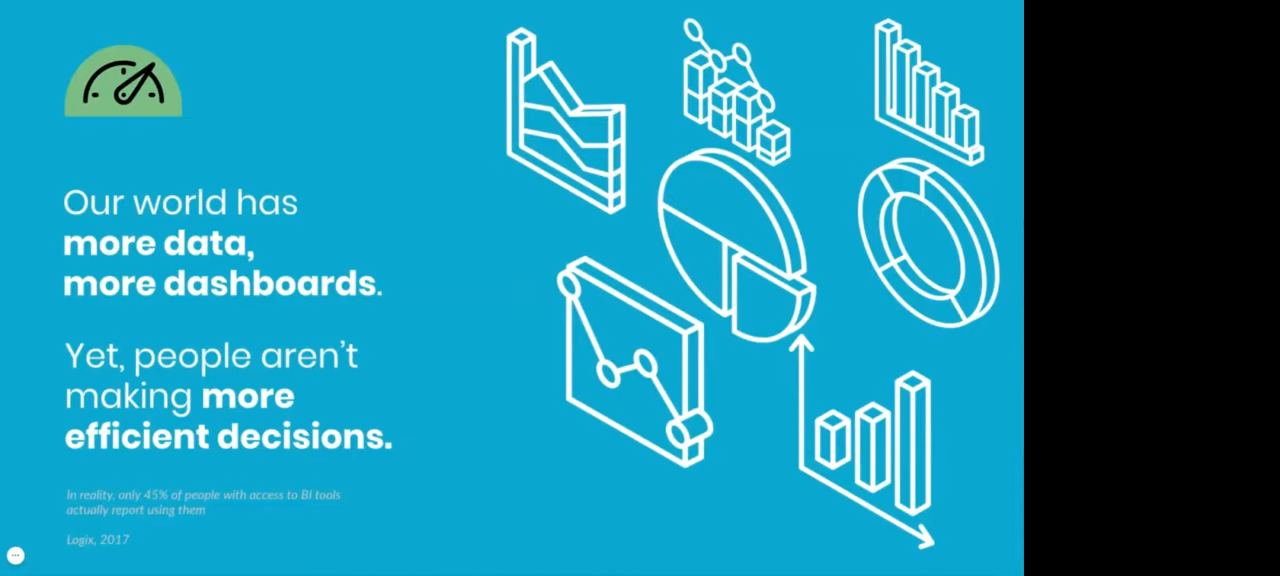 Our world has
more data,
more dashboards.
Yet, people aren’t
making more
efficient decisions.
In reality, only 45% of people with access to BI tools
actually report using them
Logix, 2017